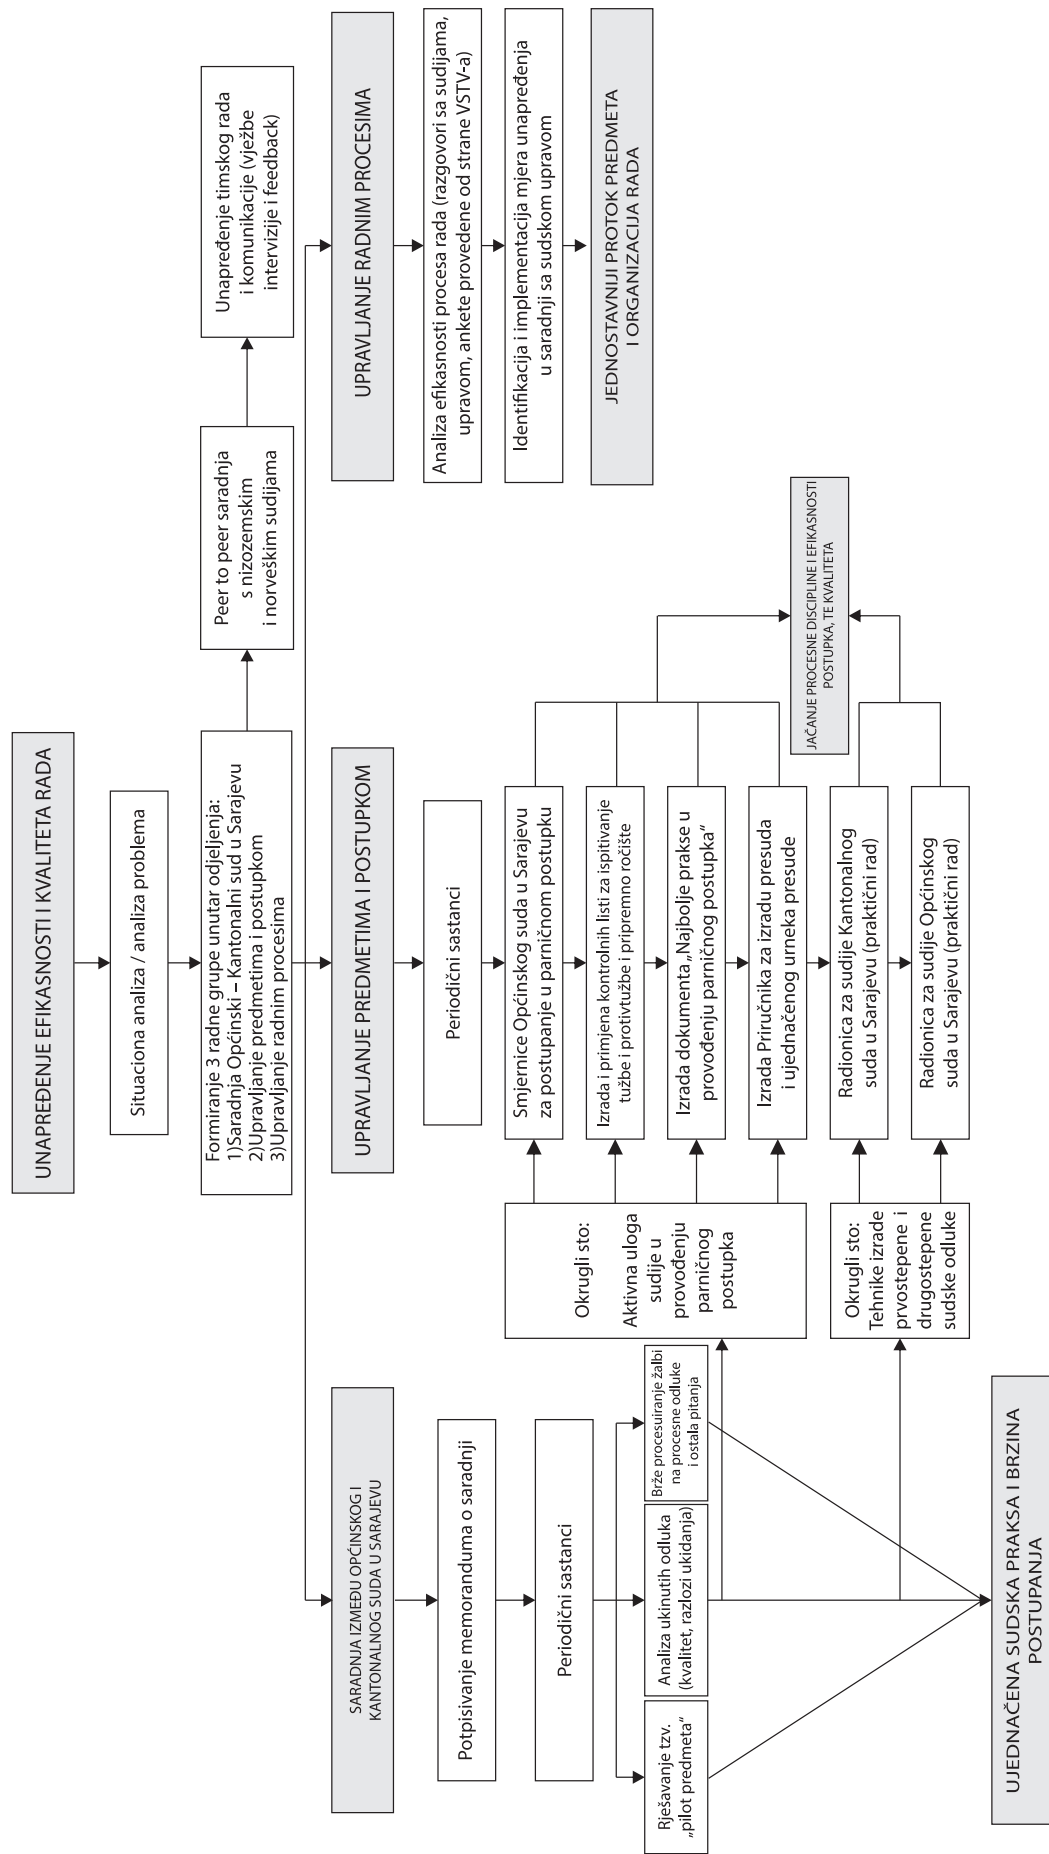 UNAPREĐENJE EFIKASNOSTI I KVALITETA RADA
Situaciona analiza / analiza problema
Formiranje 3 radne grupe unutar odjeljenja:
1)Saradnja Općinski – Kantonalni sud u Sarajevu
2)Upravljanje predmetima i postupkom
3)Upravljanje radnim procesima
Peer to peer saradnja
s nizozemskim
i norveškim sudijama
Unapređenje timskog rada
i komunikacije (vježbe
intervizije i feedback)
SARADNJA IZMEĐU OPĆINSKOG I
KANTONALNOG SUDA U SARAJEVU
Potpisivanje memoranduma o saradnji
Periodični sastanci
Rješavanje tzv.
„pilot predmeta“
Analiza ukinutih odluka
(kvalitet, razlozi ukidanja)
Brže procesuiranje žalbi
na procesne odluke
i ostala pitanja
UJEDNAČENA SUDSKA PRAKSA I BRZINA
POSTUPANJA
Okrugli sto:
Aktivna uloga
sudije u
provođenju
parničnog
postupka
Okrugli sto:
Tehnike izrade
prvostepene i
drugostepene
sudske odluke
UPRAVLJANJE PREDMETIMA I POSTUPKOM
Periodični sastanci
Smjernice Općinskog suda u Sarajevu
za postupanje u parničnom postupku
Izrada i primjena kontrolnih listi za ispitivanje
tužbe i protivtužbe i pripremno ročište
Izrada dokumenta „Najbolje prakse u
provođenju parničnog postupka“
Izrada Priručnika za izradu presuda
i ujednačenog urneka presude
Radionica za sudije Kantonalnog
suda u Sarajevu (praktični rad)
Radionica za sudije Općinskog
suda u Sarajevu (praktični rad)
JAČANJE PROCESNE DISCIPLINE I EFIKASNOSTI
POSTUPKA, TE KVALITETA
UPRAVLJANJE RADNIM PROCESIMA
Analiza efikasnosti procesa rada (razgovori sa sudijama,
upravom, ankete provedene od strane VSTV-a)
Identifikacija i implementacija mjera unapređenja
u saradnji sa sudskom upravom
JEDNOSTAVNIJI PROTOK PREDMETA
I ORGANIZACIJA RADA